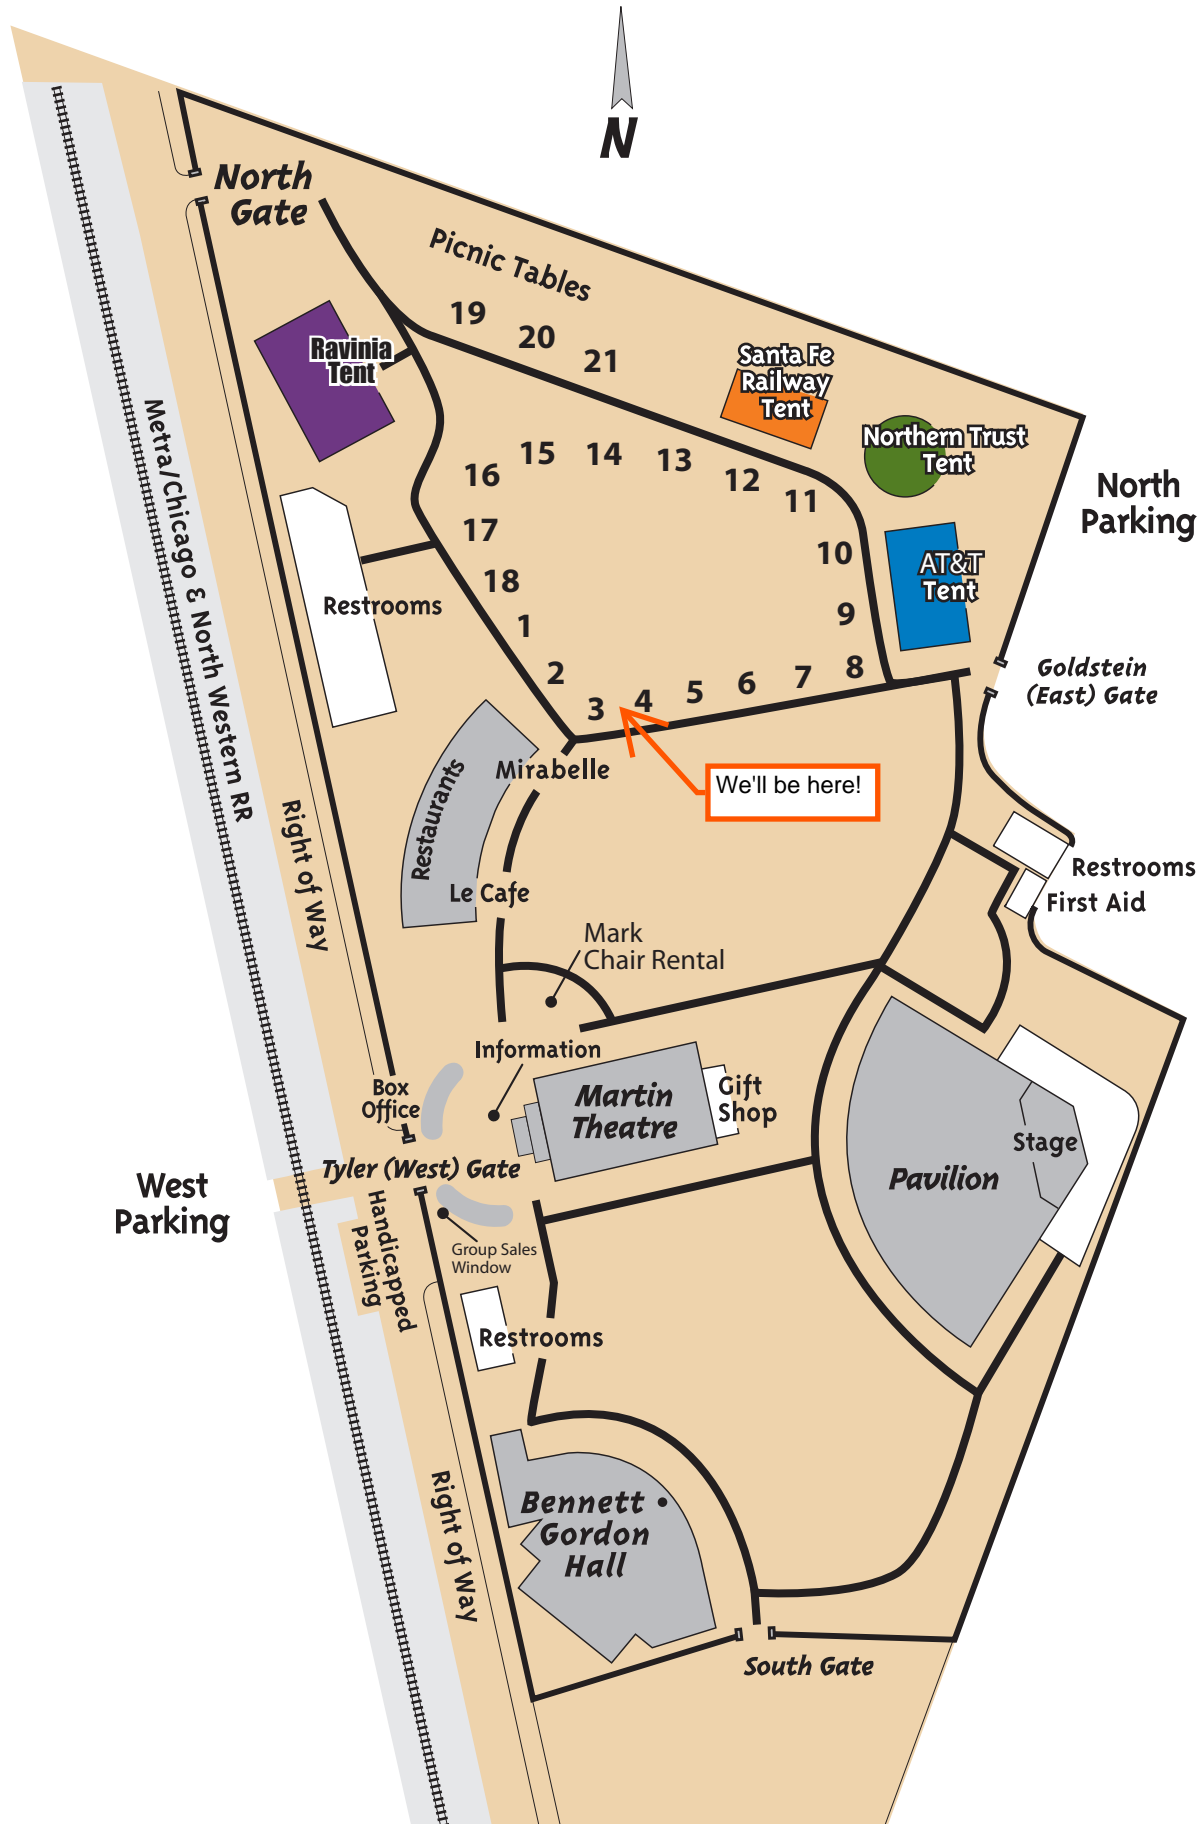 N
North
Gate
Picnic Tables
19
20
21
Ravinia
Tent
Santa Fe
Railway
Tent
Northern Trust
Tent
North
Parking
16
15
14
13
12
11
17
10
AT&T
Tent
18
9
1
2
3
4
5
6
7
8
Restrooms
Metra/Chicago & North Western RR
Goldstein
(East) Gate
Mirabelle
We'll be here!
Restaurants
Right of Way
Le Cafe
Restrooms
First Aid
Mark
Chair Rental
Information
Box
Office
Martin
Theatre
Gift
Shop
Stage
Pavilion
Tyler (West) Gate
West
Parking
Handicapped
Parking
Group Sales
Window
Restrooms
Right of Way
Bennett
Gordon
Hall
South Gate